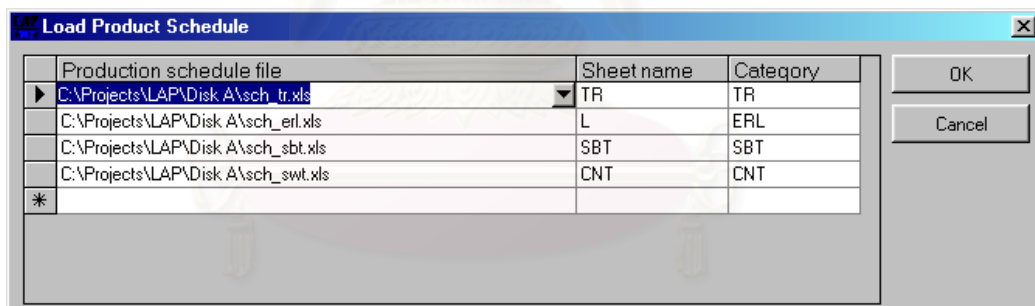 Load Product Schedule
Production schedule file Sheet name Category
C:\Projects\LAP\Disk A\sch_tr.xls TR TR
C:\Projects\LAP\Disk A\sch_erl.xls L ERL
C:\Projects\LAP\Disk A\sch_sbt.xls SBT SBT
C:\Projects\LAP\Disk A\sch_swt.xls CNT CNT
OK
Cancel